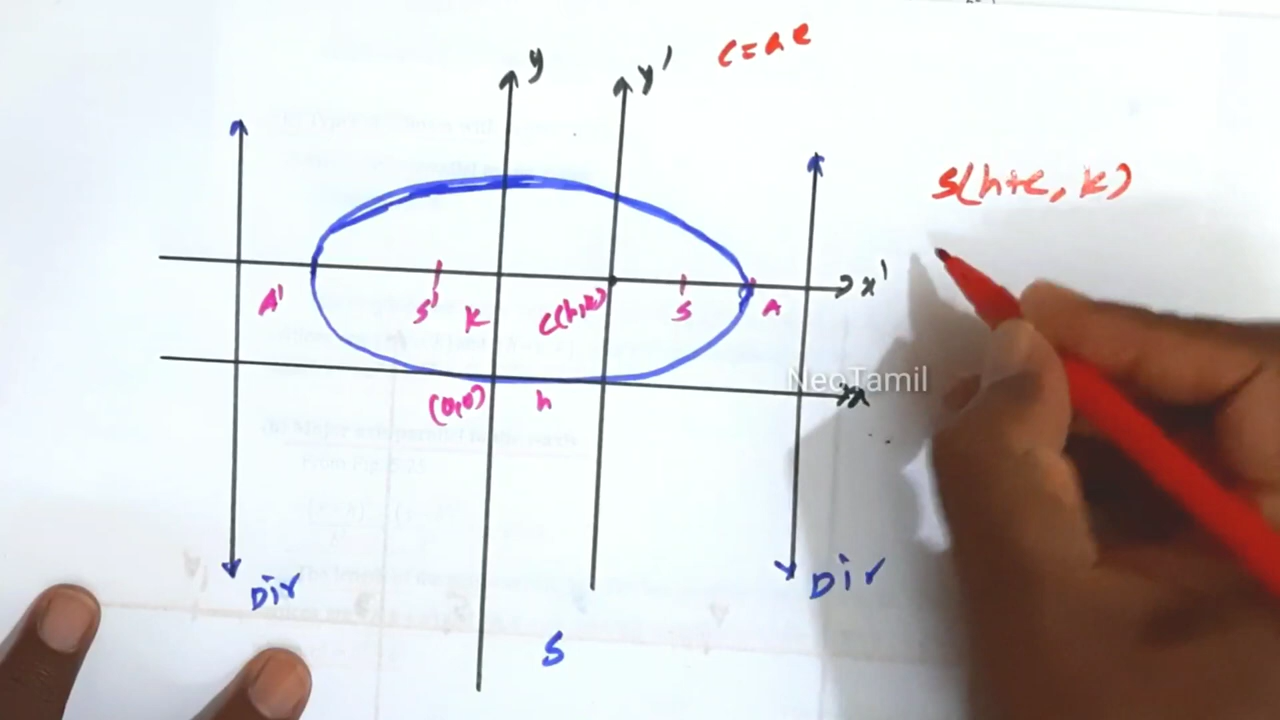 y
y'
c=ae
S(h+c, k)
x'
A'
S'
K
C(h,k)
S
A
NeoTamil
(0,0)
h
x
Dir
Dir
S